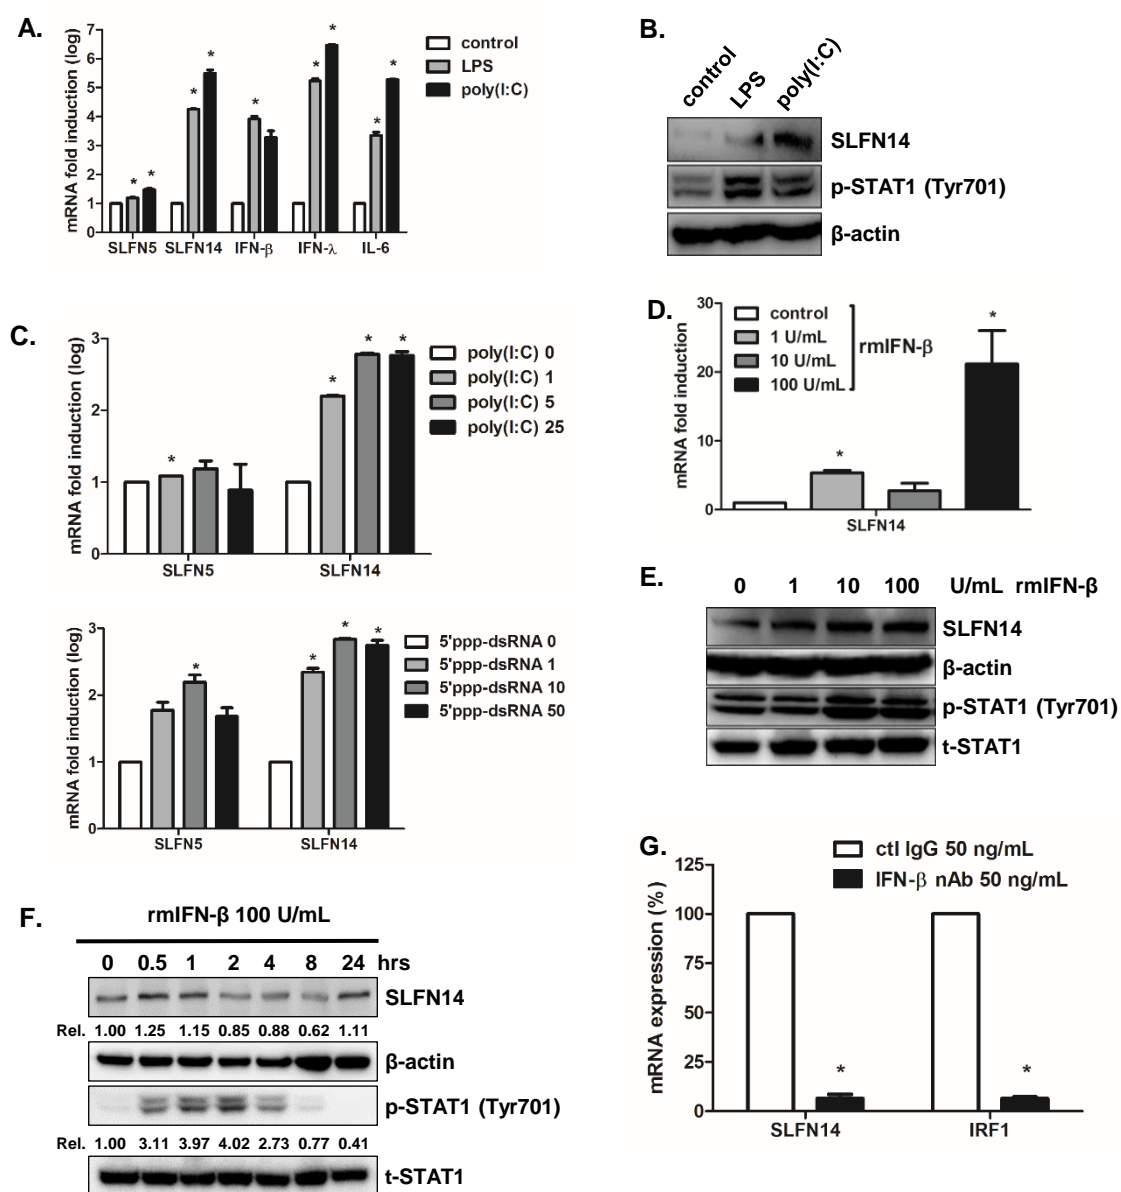 A.
mRNA fold induction (log)
7
6
5
4
3
2
1
0
control
LPS
poly(I:C)
* * * * * * * * *
SLFN5 SLFN14 IFN-β IFN-λ IL-6
B.
control LPS poly(I:C)
SLFN14
p-STAT1 (Tyr701)
β-actin
C.
mRNA fold induction (log)
3
2
1
0
poly(I:C) 0
poly(I:C) 1
poly(I:C) 5
poly(I:C) 25
* * * *
SLFN5 SLFN14
mRNA fold induction (log)
3
2
1
0
5'ppp-dsRNA 0
5'ppp-dsRNA 1
5'ppp-dsRNA 10
5'ppp-dsRNA 50
* * * *
SLFN5 SLFN14
D.
mRNA fold induction
30
20
10
0
control
1 U/mL
10 U/mL
100 U/mL
rmIFN-β
* *
SLFN14
E.
0 1 10 100 U/mL rmIFN-β
SLFN14
β-actin
p-STAT1 (Tyr701)
t-STAT1
F.
rmIFN-β 100 U/mL
0 0.5 1 2 4 8 24 hrs
SLFN14
Rel. 1.00 1.25 1.15 0.85 0.88 0.62 1.11
β-actin
p-STAT1 (Tyr701)
Rel. 1.00 3.11 3.97 4.02 2.73 0.77 0.41
t-STAT1
G.
mRNA expression (%)
125
100
75
50
25
0
ctl IgG 50 ng/mL
IFN-β nAb 50 ng/mL
* *
SLFN14 IRF1